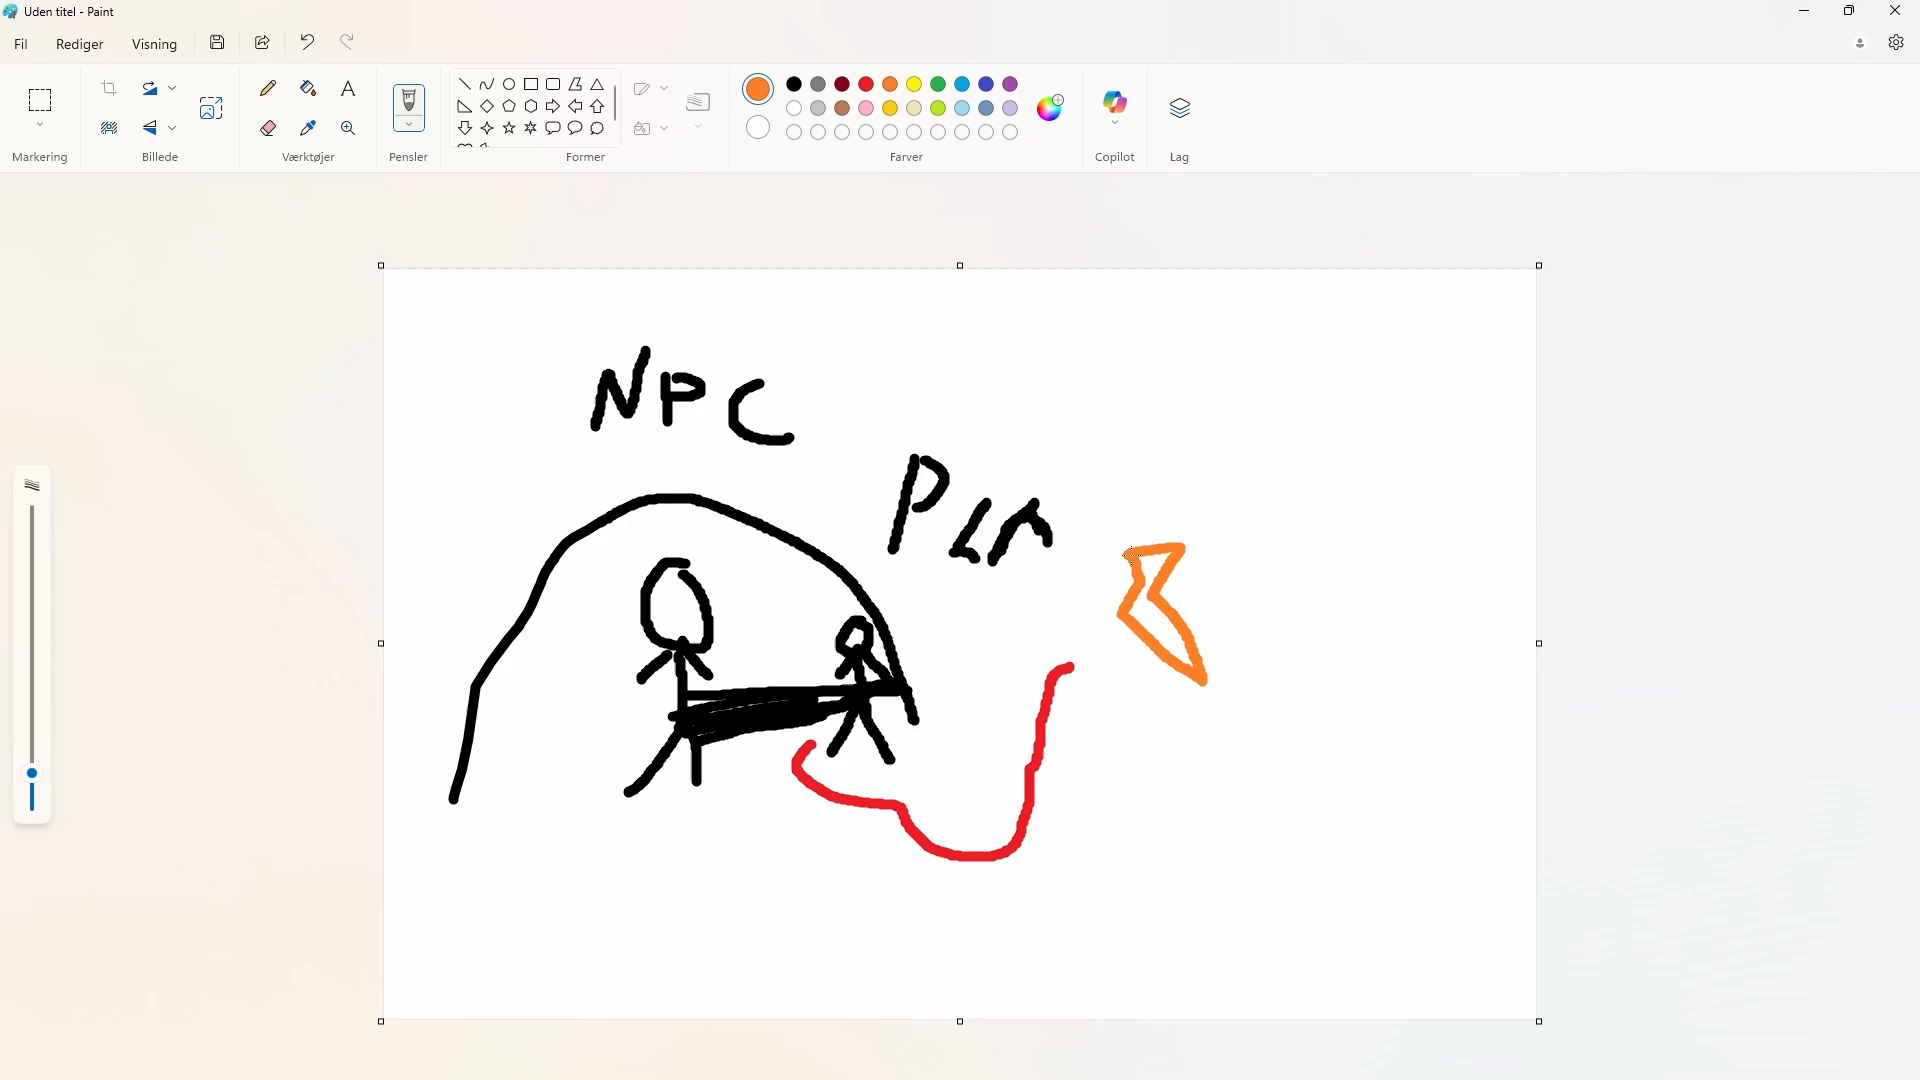 Uden titel - Paint
Fil Rediger Visning
Markering Billede Værktøjer Pensler Former Farver Copilot Lag
NPC
PLR